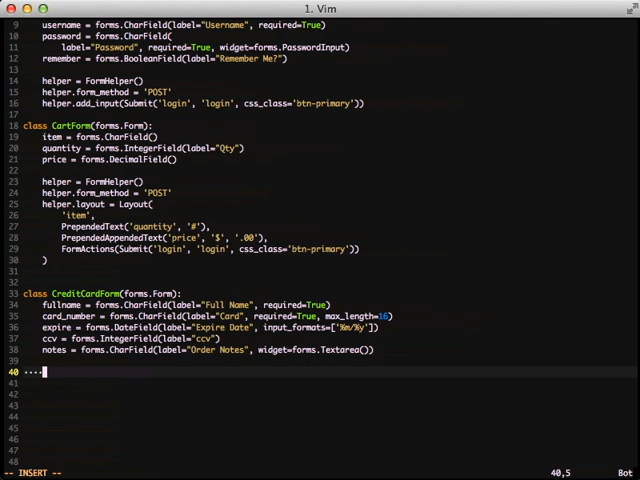 1. Vim
9 username = forms.CharField(label="Username", required=True)
10 password = forms.CharField(
11 label="Password", required=True, widget=forms.PasswordInput)
12 remember = forms.BooleanField(label="Remember Me?")
13
14 helper = FormHelper()
15 helper.form_method = 'POST'
16 helper.add_input(Submit('login', 'login', css_class='btn-primary'))
17
18 class CartForm(forms.Form):
19 item = forms.CharField()
20 quantity = forms.IntegerField(label="Qty")
21 price = forms.DecimalField()
22
23 helper = FormHelper()
24 helper.form_method = 'POST'
25 helper.layout = Layout(
26 'item',
27 PrependedText('quantity', '#'),
28 PrependedAppendedText('price', '$', '.00'),
29 FormActions(Submit('login', 'login', css_class='btn-primary'))
30 )
31
32
33 class CreditCardForm(forms.Form):
34 fullname = forms.CharField(label="Full Name", required=True)
35 card_number = forms.CharField(label="Card", required=True, max_length=16)
36 expire = forms.DateField(label="Expire Date", input_formats=['%m/%y'])
37 ccv = forms.IntegerField(label="ccv")
38 notes = forms.CharField(label="Order Notes", widget=forms.Textarea())
39
40 ····
41
42
43
44
45
46
47
48
-- INSERT -- 40,5 Bot